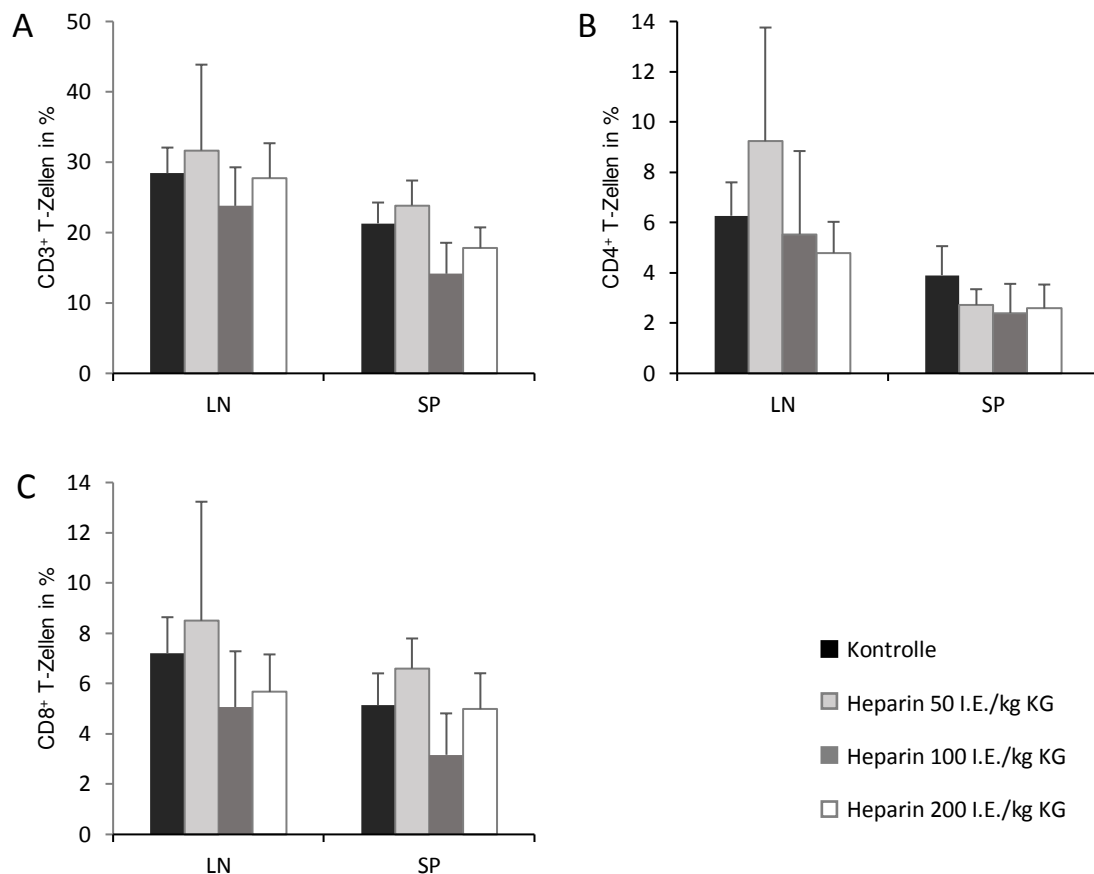 A
CD3⁺ T-Zellen in %
50
40
30
20
10
0
LN SP
B
CD4⁺ T-Zellen in %
14
12
10
8
6
4
2
0
LN SP
C
CD8⁺ T-Zellen in %
14
12
10
8
6
4
2
0
LN SP
Kontrolle
Heparin 50 I.E./kg KG
Heparin 100 I.E./kg KG
Heparin 200 I.E./kg KG